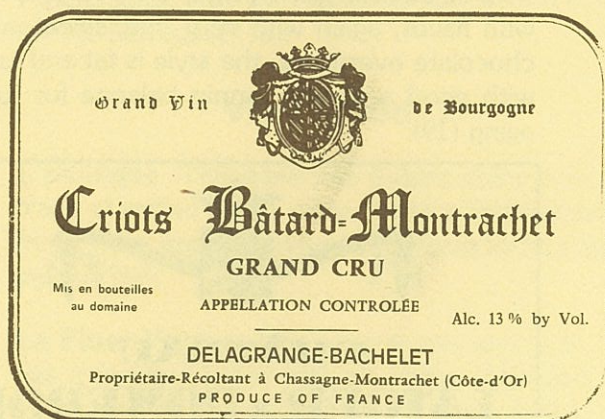 Grand Vin
de Bourgogne
Criots Bâtard-Montrachet
GRAND CRU
Mis en bouteilles
au domaine
APPELLATION CONTROLÉE
Alc. 13 % by Vol.
DELAGRANGE-BACHELET
Propriétaire-Récoltant à Chassagne-Montrachet (Côte-d'Or)
PRODUCE OF FRANCE